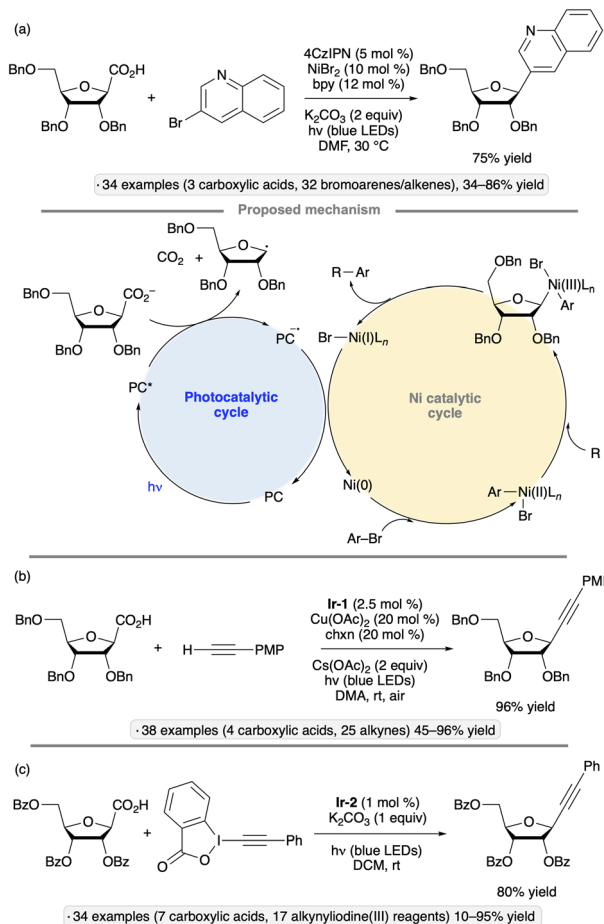 (a)
BnO
CO2H
O
OBn
BnO
+
N
Br
4CzIPN (5 mol %)
NiBr2 (10 mol %)
bpy (12 mol %)
K2CO3 (2 equiv)
hν (blue LEDs)
DMF, 30 °C
N
BnO
O
BnO
OBn
75% yield
· 34 examples (3 carboxylic acids, 32 bromoarenes/alkenes), 34–86% yield
Proposed mechanism
BnO
O
CO2 +
OBn
BnO
BnO
CO2−
O
BnO
OBn
PC−•
PC*
Photocatalytic
cycle
hν
PC
R–Ar
Br–Ni(I)Ln
Ni catalytic
cycle
Ni(0)
Ar–Br
Ar–Ni(II)Ln
Br
R
Br
OBn
Ni(III)Ln
O
Ar
OBn
OBn
(b)
BnO
CO2H
O
BnO
OBn
+
H
PMP
Ir-1 (2.5 mol %)
Cu(OAc)2 (20 mol %)
chxn (20 mol %)
Cs(OAc)2 (2 equiv)
hν (blue LEDs)
DMA, rt, air
BnO
O
BnO
OBn
96% yield
· 38 examples (4 carboxylic acids, 25 alkynes) 45–96% yield
(c)
BzO
CO2H
O
BzO
OBz
+
I
Ph
O
O
Ir-2 (1 mol %)
K2CO3 (1 equiv)
hν (blue LEDs)
DCM, rt
Ph
BzO
O
BzO
OBz
80% yield
· 34 examples (7 carboxylic acids, 17 alkynyliodine(III) reagents) 10–95% yield